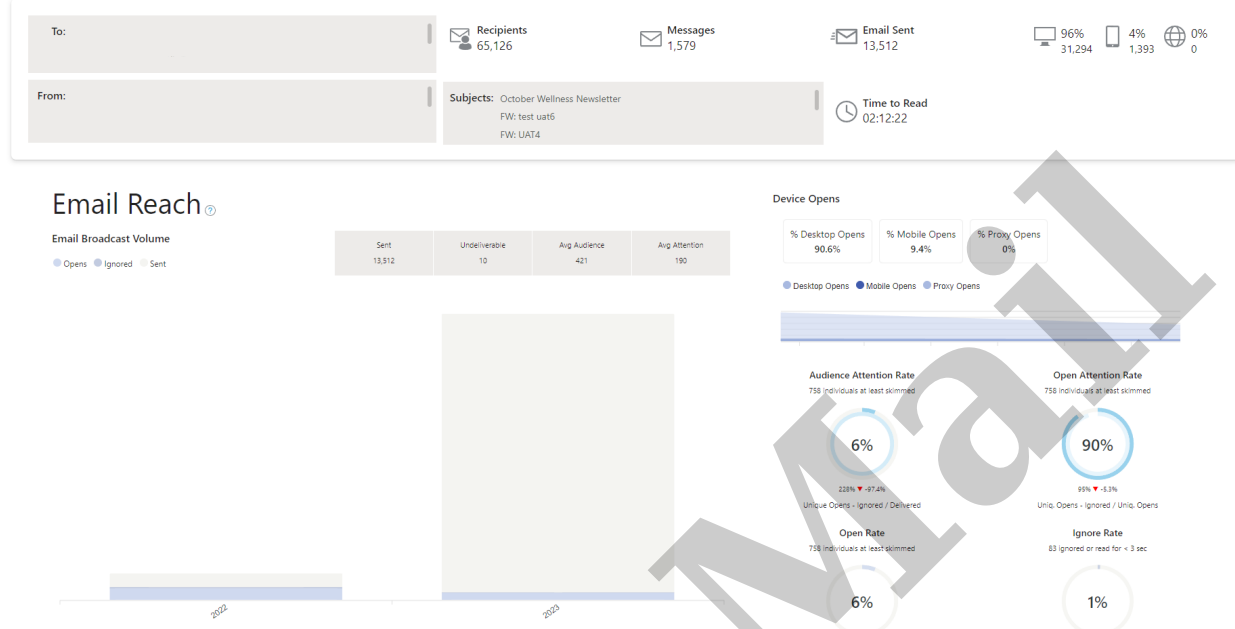 To:
Recipients
65,126
Messages
1,579
Email Sent
13,512
96%
31,294
4%
1,393
0%
0
From:
Subjects: October Wellness Newsletter
FW: test uat6
FW: UAT4
Time to Read
02:12:22
Email Reach ?
Email Broadcast Volume
Opens Ignored Sent
Sent Undeliverable Avg Audience Avg Attention
13,512 10 421 190
2022 2023
Device Opens
% Desktop Opens % Mobile Opens % Proxy Opens
90.6% 9.4% 0%
Desktop Opens Mobile Opens Proxy Opens
Audience Attention Rate
758 individuals at least skimmed
6%
228% ▼ -97.4%
Unique Opens - Ignored / Delivered
Open Attention Rate
758 individuals at least skimmed
90%
95% ▼ -5.3%
Uniq. Opens - Ignored / Uniq. Opens
Open Rate
758 individuals at least skimmed
6%
Ignore Rate
83 ignored or read for < 3 sec
1%
Mail